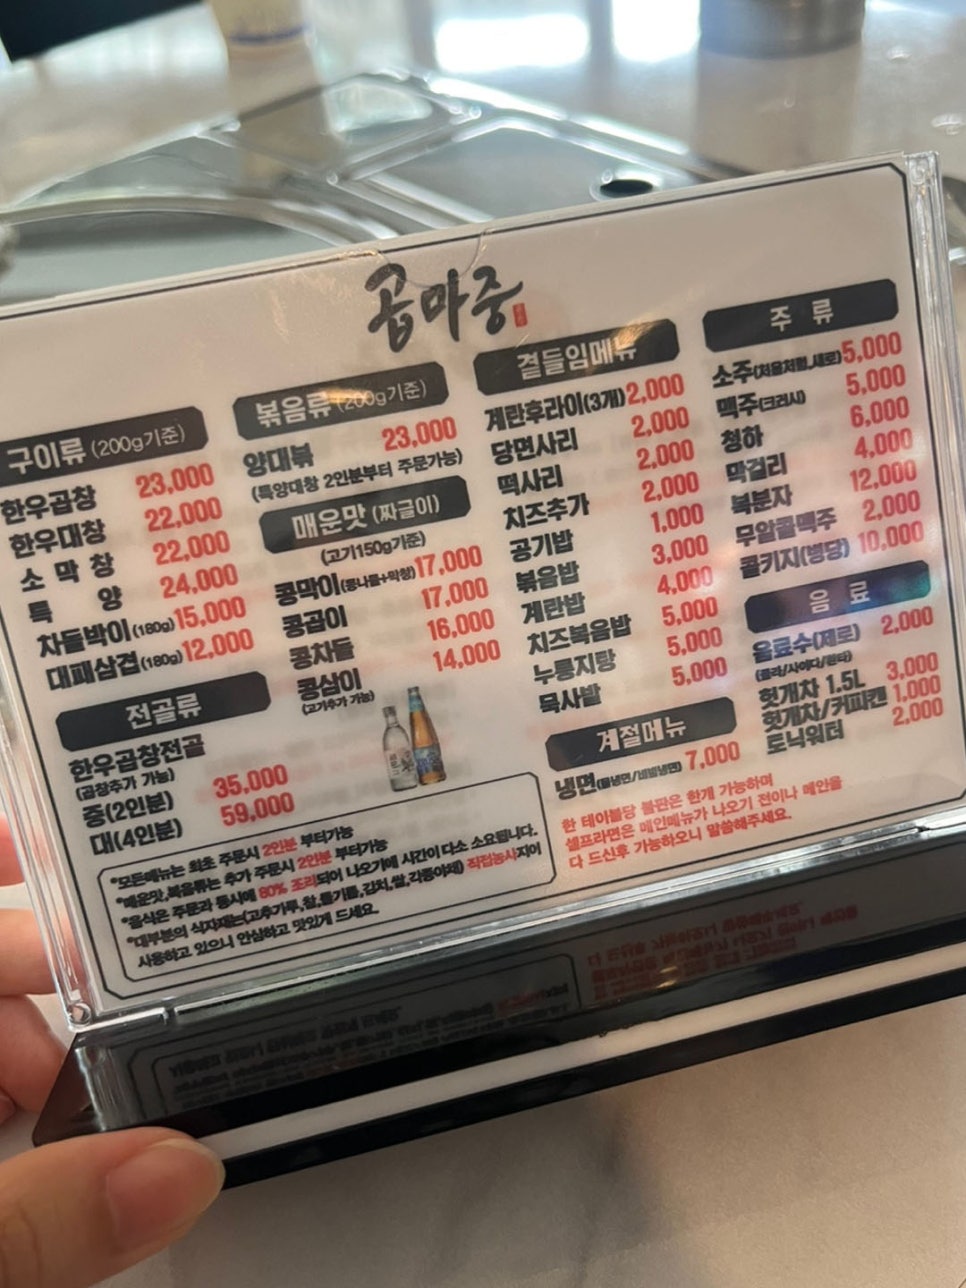 곱마중
구이류 (200g기준)
한우곱창 23,000
한우대창 22,000
소막창 22,000
특양 24,000
차돌박이(180g) 15,000
대패삼겹(180g) 12,000
전골류
한우곱창전골
(곱창추가 가능)
중(2인분) 35,000
대(4인분) 59,000
볶음류 (200g기준)
양대볶 23,000
(특양대창 2인분부터 주문가능)
매운맛 (짜글이)
(고기150g기준)
콩막이(콩나물+막창) 17,000
콩곱이 17,000
콩차돌 16,000
콩삼이 14,000
(고기추가 가능)
곁들임메뉴
계란후라이(3개) 2,000
당면사리 2,000
떡사리 2,000
치즈추가 2,000
공기밥 1,000
볶음밥 3,000
계란밥 4,000
치즈볶음밥 5,000
누룽지탕 5,000
묵사발 5,000
계절메뉴
냉면(물냉면/비빔냉면) 7,000
주류
소주(처음처럼,새로) 5,000
맥주(크러시) 5,000
청하 6,000
막걸리 4,000
복분자 12,000
무알콜맥주 2,000
콜키지(병당) 10,000
음료
음료수(제로) 2,000
(콜라/사이다/환타)
헛개차 1.5L 3,000
헛개차/커피캔 1,000
토닉워터 2,000
*모든메뉴는 최초 주문시 2인분 부터가능
*매운맛,볶음류는 추가 주문시 2인분 부터가능
*음식은 주문과 동시에 80% 조리되어 나오기에 시간이 다소 소요됩니다.
*대부분의 식자재는(고추가루,참,들기름,김치,쌀,각종야채) 직접농사지어
사용하고 있으니 안심하고 맛있게 드세요.
한 테이블당 불판은 한개 가능하며
셀프라면은 메인메뉴가 나오기 전이나 메인을
다 드신후 가능하오니 말씀해주세요.